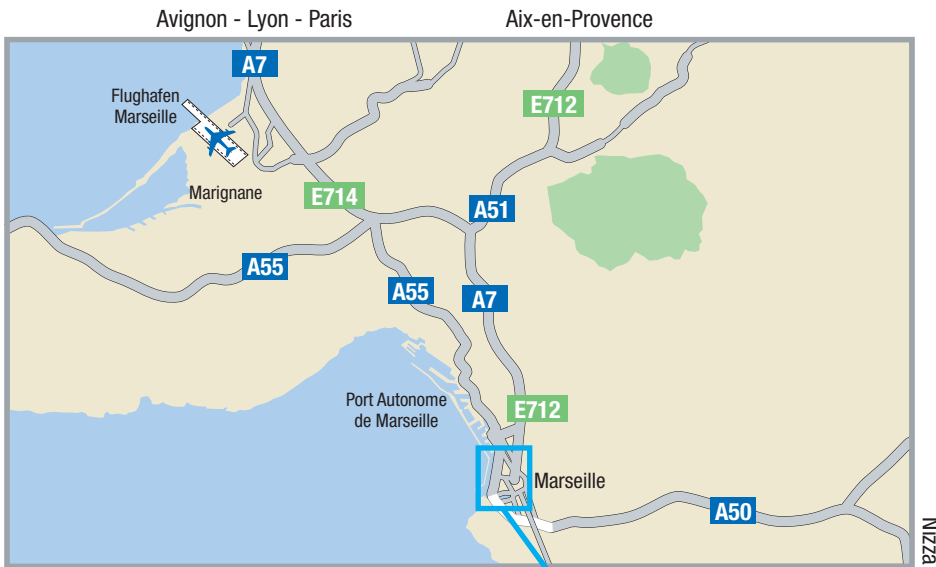 Avignon - Lyon - Paris
Aix-en-Provence
A7
Flughafen
Marseille
E712
Marignane
E714
A51
A55
A55
A7
Port Autonome
de Marseille
E712
Marseille
A50
Nizza